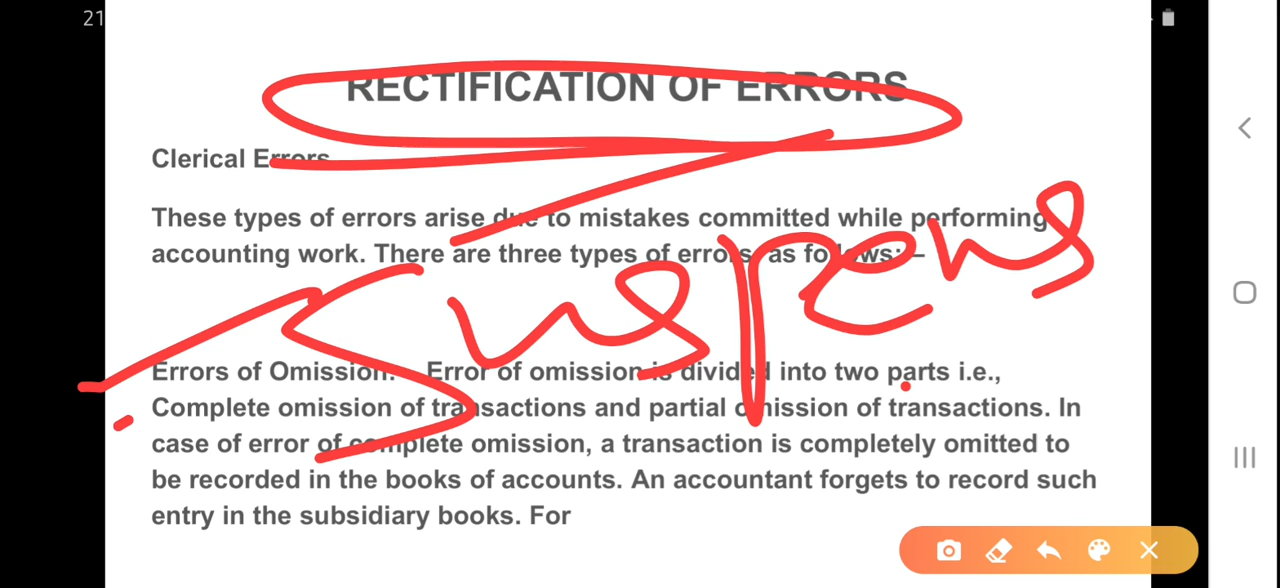 21
RECTIFICATION OF ERRORS
Clerical Errors
These types of errors arise due to mistakes committed while performing
accounting work. There are three types of errors, as follows:–
Suspens
Errors of Omission: Error of omission is divided into two parts i.e.,
Complete omission of transactions and partial omission of transactions. In
case of error of complete omission, a transaction is completely omitted to
be recorded in the books of accounts. An accountant forgets to record such
entry in the subsidiary books. For